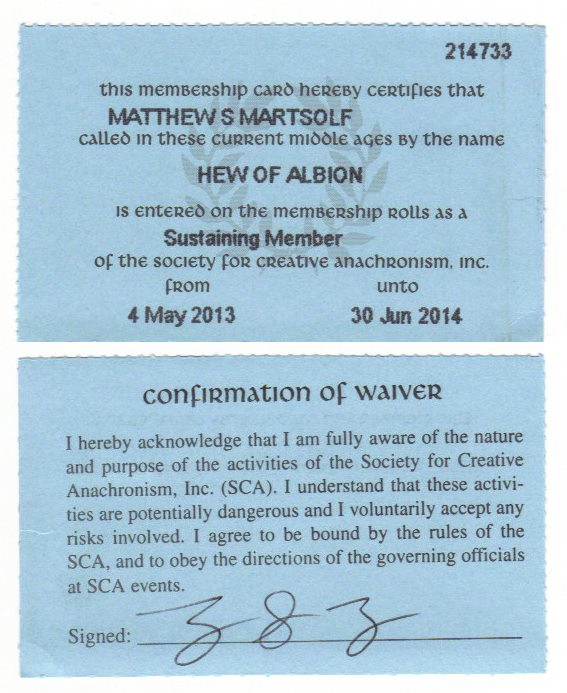 214733
this membership card hereby certifies that
MATTHEW S MARTSOLF
called in these current middle ages by the name
HEW OF ALBION
is entered on the membership rolls as a
Sustaining Member
of the society for creative anachronism, inc.
from unto
4 May 2013 30 Jun 2014
confirmation of waiver
I hereby acknowledge that I am fully aware of the nature
and purpose of the activities of the Society for Creative
Anachronism, Inc. (SCA). I understand that these activi-
ties are potentially dangerous and I voluntarily accept any
risks involved. I agree to be bound by the rules of the
SCA, and to obey the directions of the governing officials
at SCA events.
Signed: